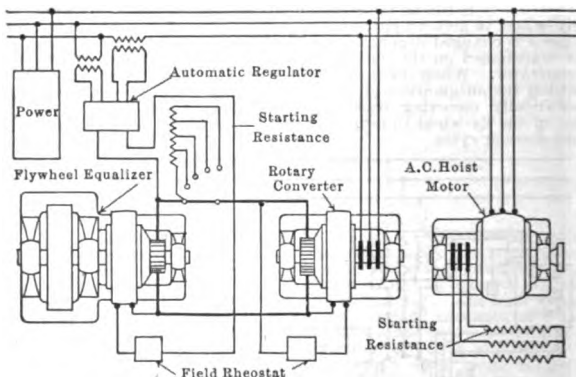 Automatic Regulator
Power
Starting
Resistance
Flywheel Equalizer
Rotary
Converter
A.C. Hoist
Motor
Starting
Resistance
Field Rheostat